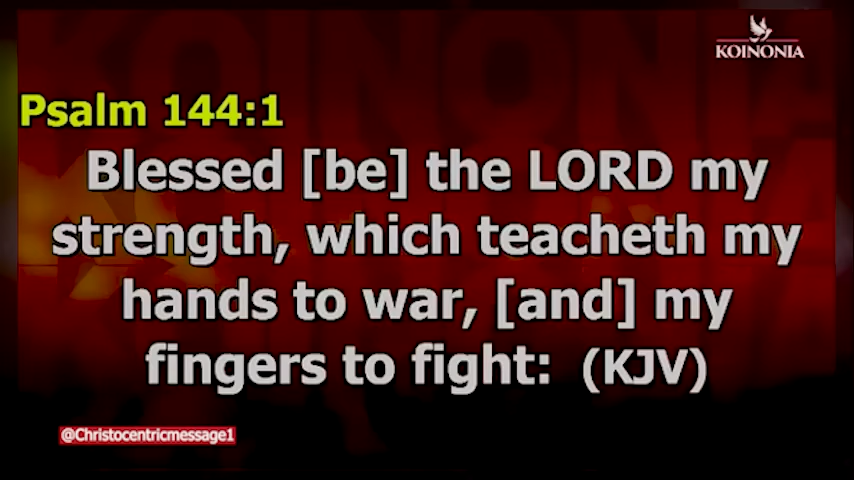 KOINONIA
Psalm 144:1
Blessed [be] the LORD my
strength, which teacheth my
hands to war, [and] my
fingers to fight: (KJV)
@Christocentricmessage1